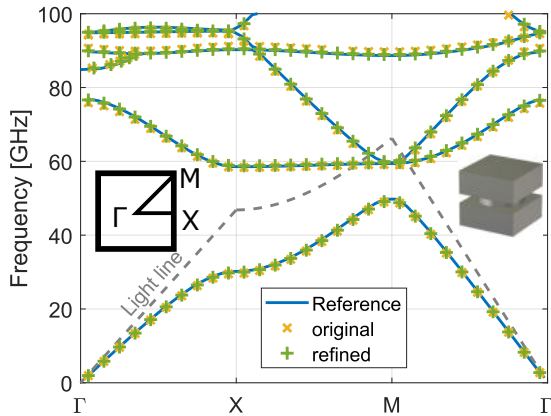 Frequency [GHz]
100
80
60
40
20
0
Γ
X
M
Γ
M
Γ
X
Light line
Reference
original
refined